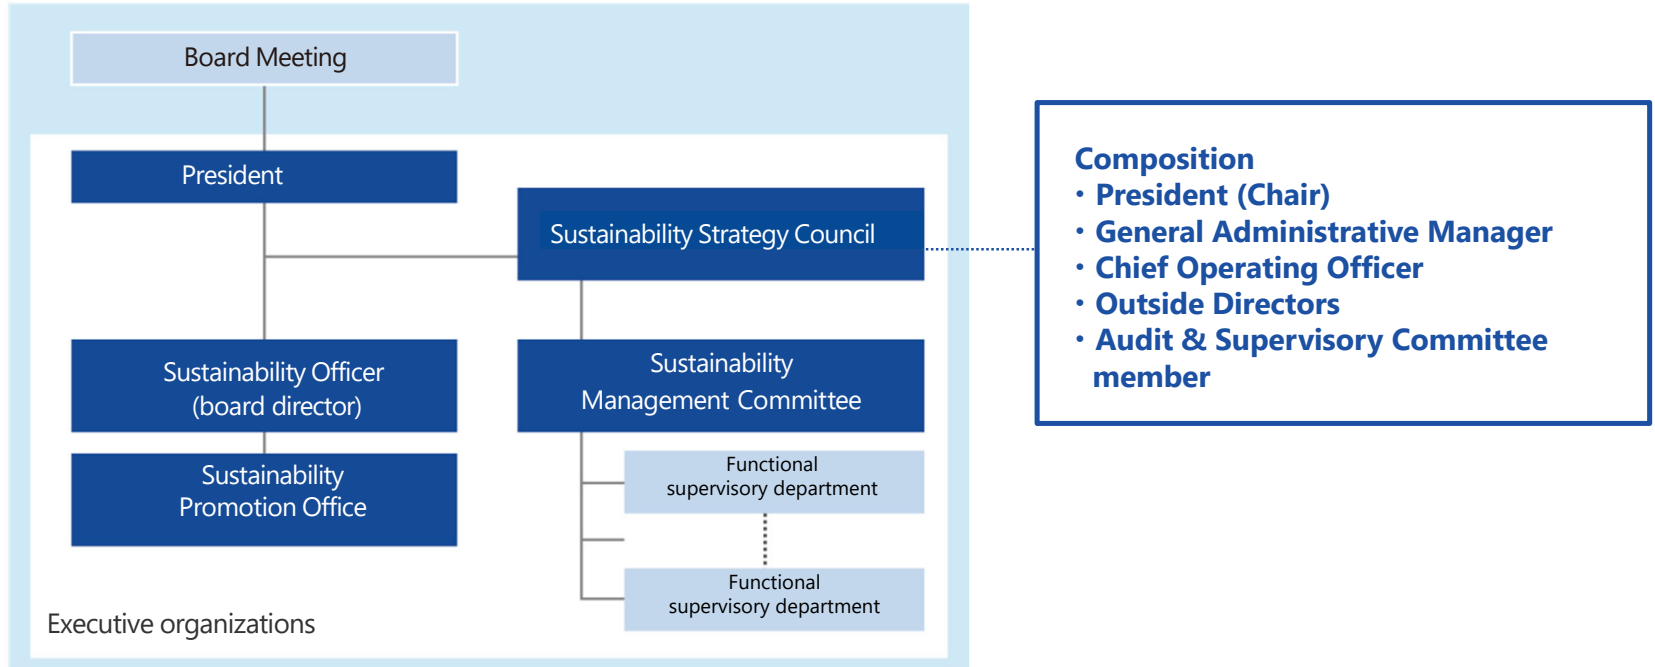 Board Meeting
President
Sustainability Strategy Council
Sustainability Officer
(board director)
Sustainability
Management Committee
Sustainability
Promotion Office
Functional
supervisory department
Functional
supervisory department
Executive organizations
Composition
・President (Chair)
・General Administrative Manager
・Chief Operating Officer
・Outside Directors
・Audit & Supervisory Committee
member